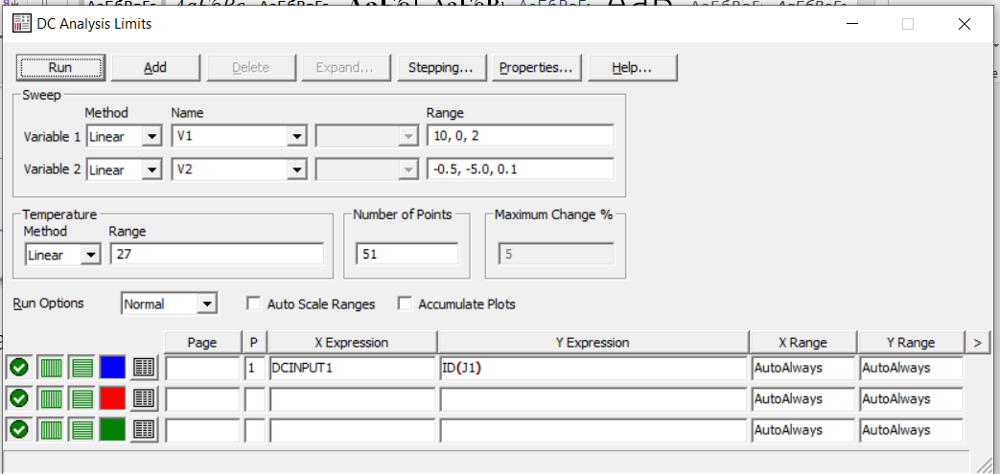 DC Analysis Limits
Run Add Delete Expand... Stepping... Properties... Help...
Sweep
Method Name Range
Variable 1 Linear V1 10, 0, 2
Variable 2 Linear V2 -0.5, -5.0, 0.1
Temperature Number of Points Maximum Change %
Method Range
Linear 27 51 5
Run Options Normal Auto Scale Ranges Accumulate Plots
Page P X Expression Y Expression X Range Y Range >
1 DCINPUT1 ID(J1) AutoAlways AutoAlways
AutoAlways AutoAlways
AutoAlways AutoAlways